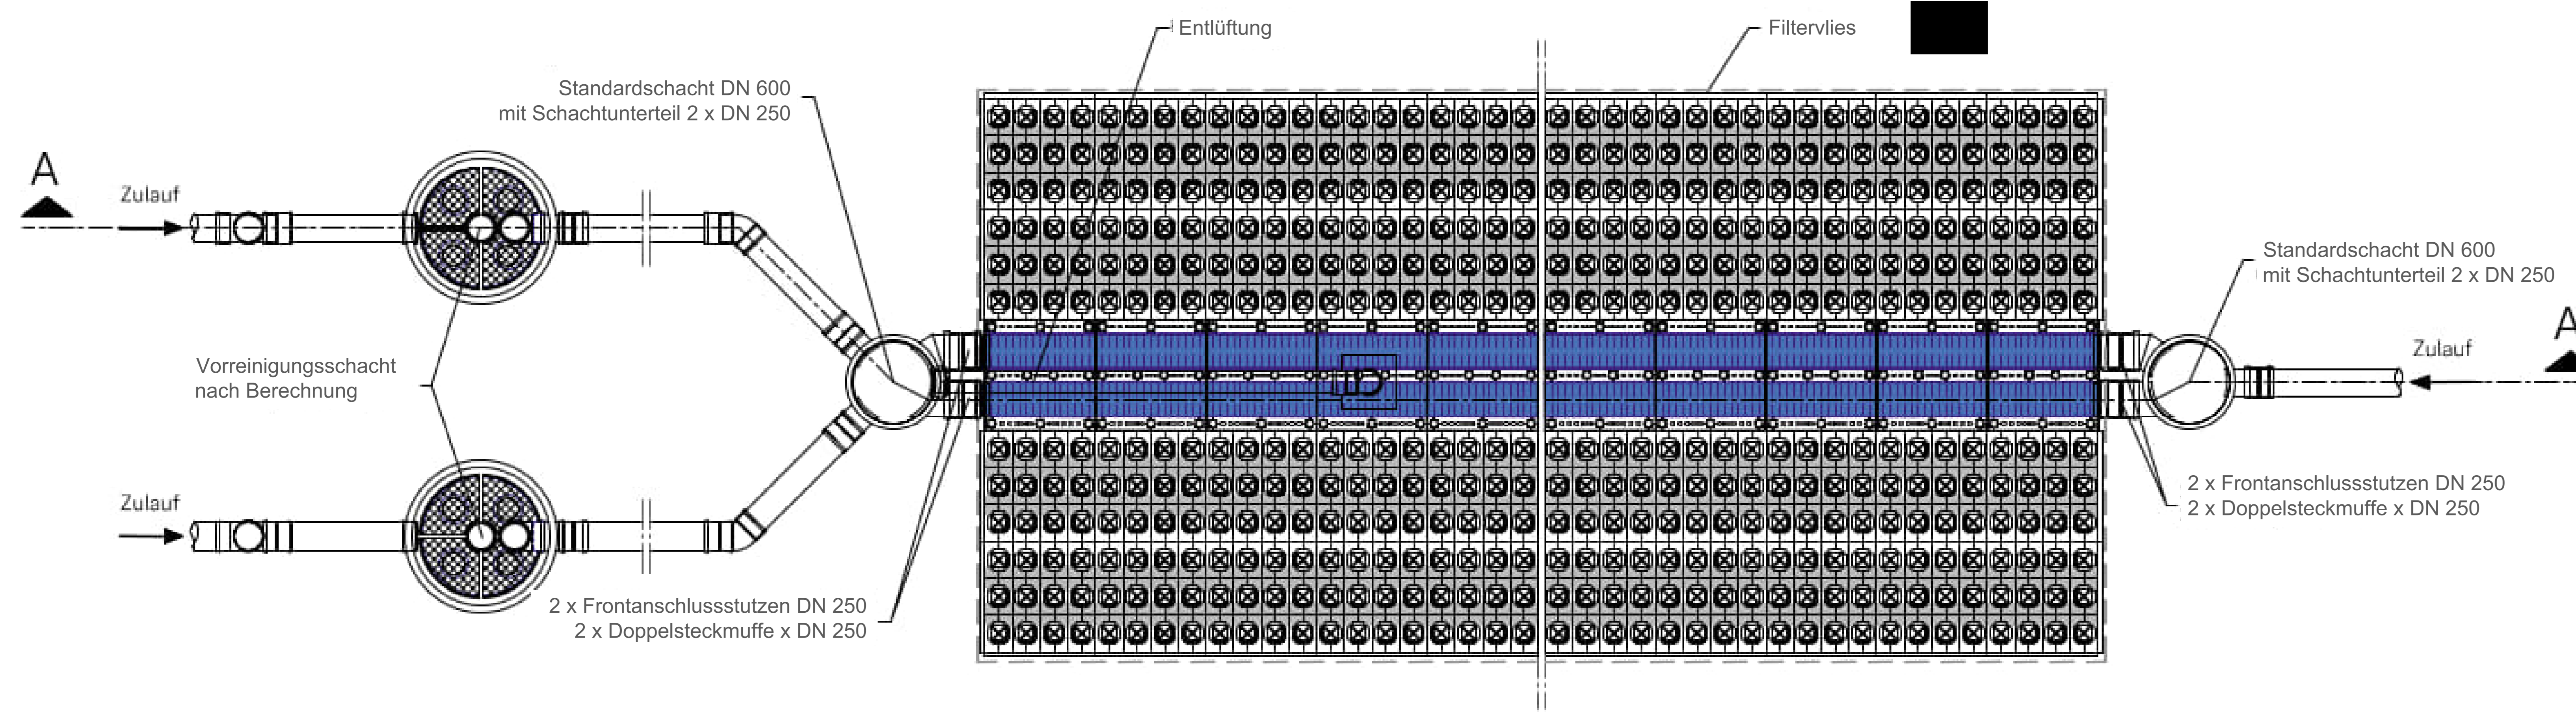 Entlüftung
Filtervlies
Standardschacht DN 600
mit Schachtunterteil 2 x DN 250
A
Zulauf
Standardschacht DN 600
mit Schachtunterteil 2 x DN 250
A
Zulauf
Vorreinigungsschacht
nach Berechnung
Zulauf
2 x Frontanschlussstutzen DN 250
2 x Doppelsteckmuffe x DN 250
2 x Frontanschlussstutzen DN 250
2 x Doppelsteckmuffe x DN 250